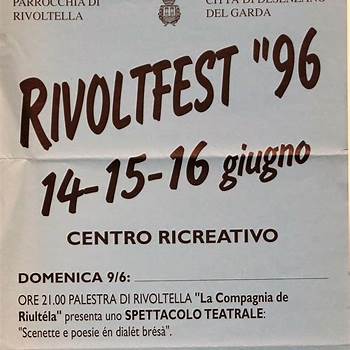 PARROCCHIA DI
RIVOLTELLA
CITTÀ DI DESENZANO
DEL GARDA
RIVOLTFEST "96
14-15-16 giugno
CENTRO RICREATIVO
DOMENICA 9/6:
ORE 21.00 PALESTRA DI RIVOLTELLA "La Compagnia de
Riultéla" presenta uno SPETTACOLO TEATRALE:
"Scenette e poesie én dialét brésà".